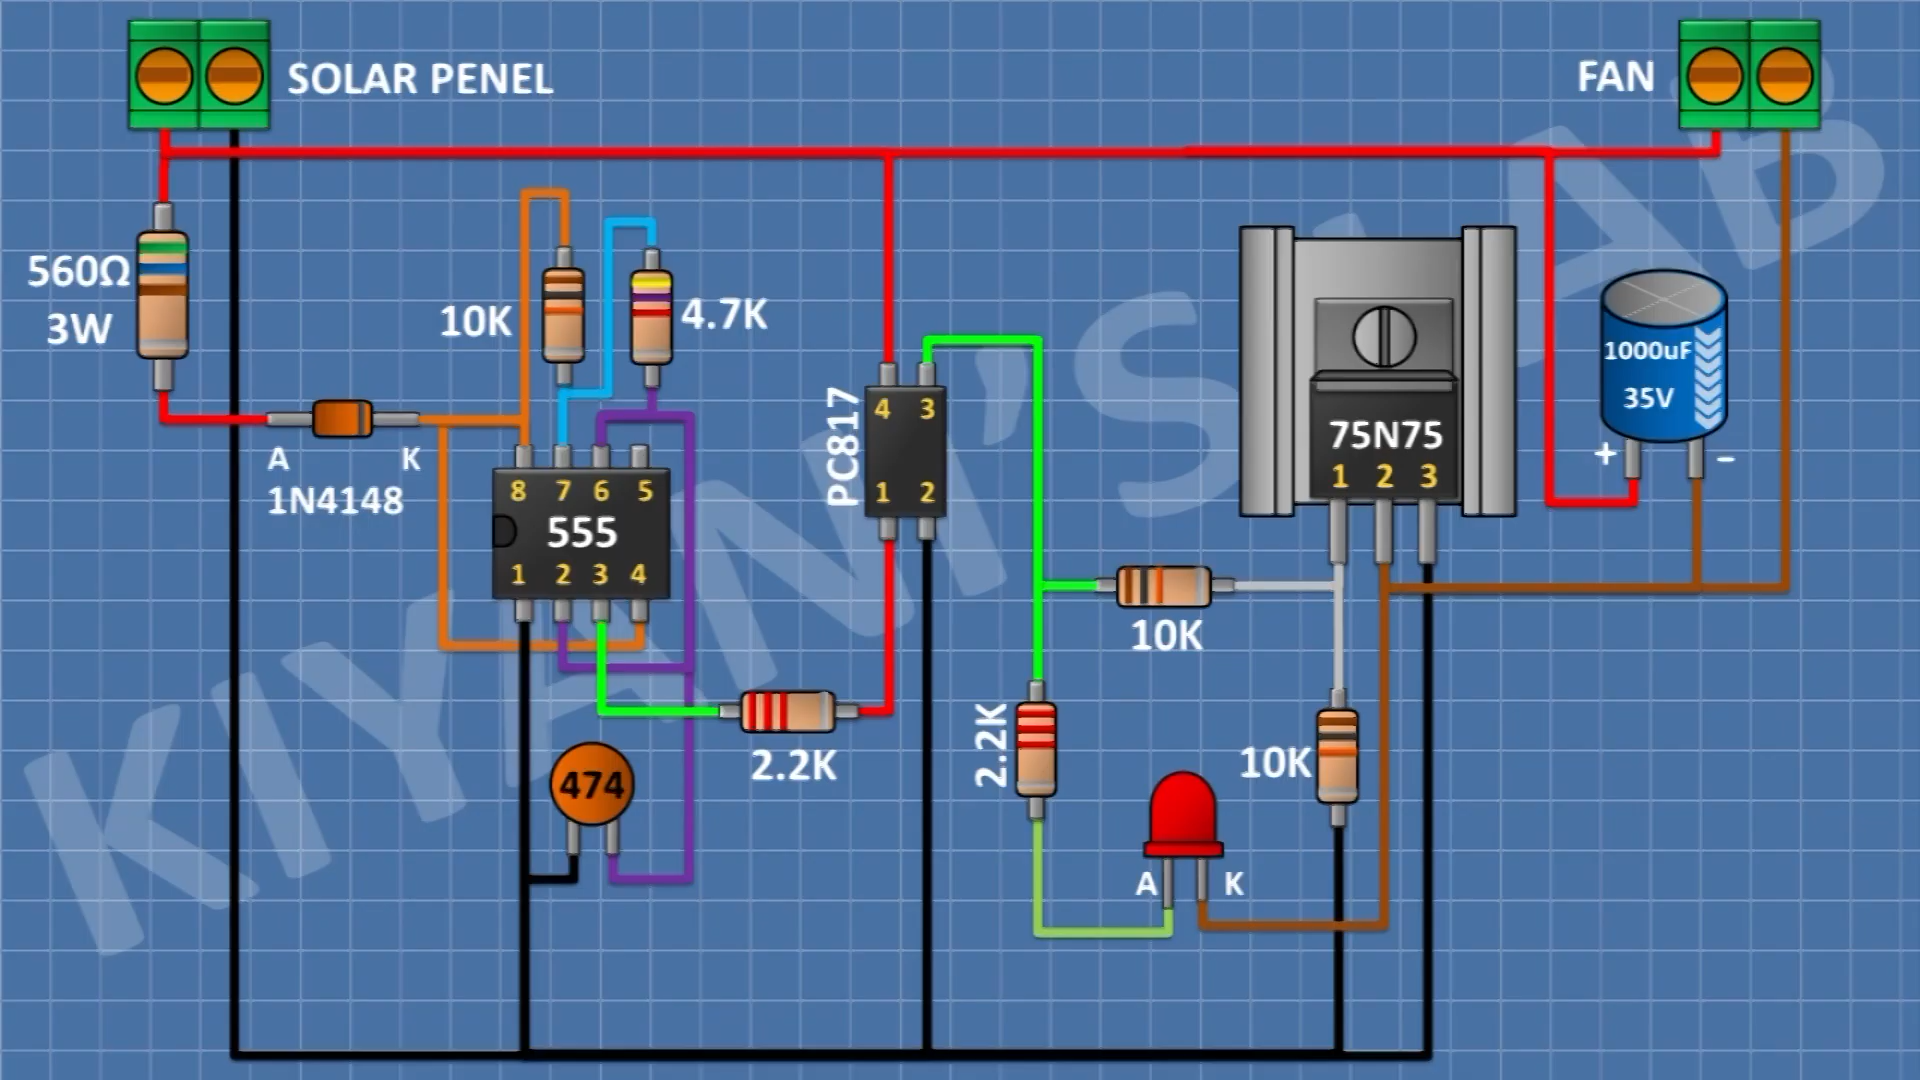 SOLAR PENEL
FAN
560Ω
3W
10K
4.7K
A
K
1N4148
8 7 6 5
555
1 2 3 4
PC817
4 3
1 2
75N75
1 2 3
1000uF
35V
+ -
10K
2.2K
474
2.2K
10K
A K
KIYANI'S LAB